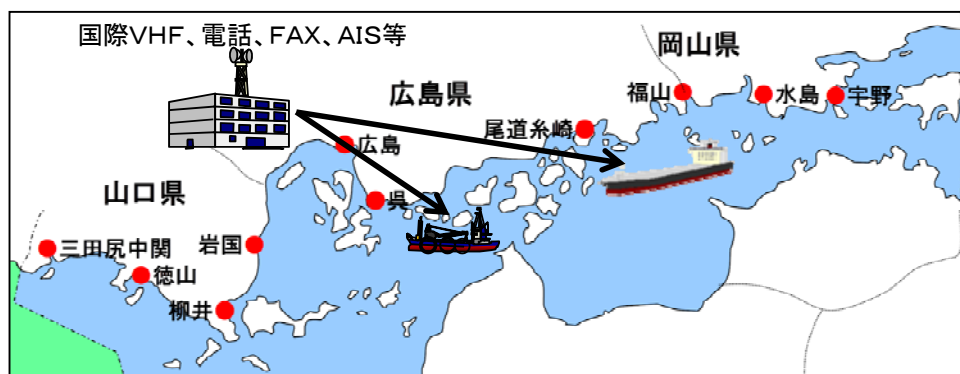 国際VHF、電話、FAX、AIS等
岡山県
広島県
福山
水島
宇野
尾道糸崎
広島
山口県
呉
岩国
三田尻中関
徳山
柳井